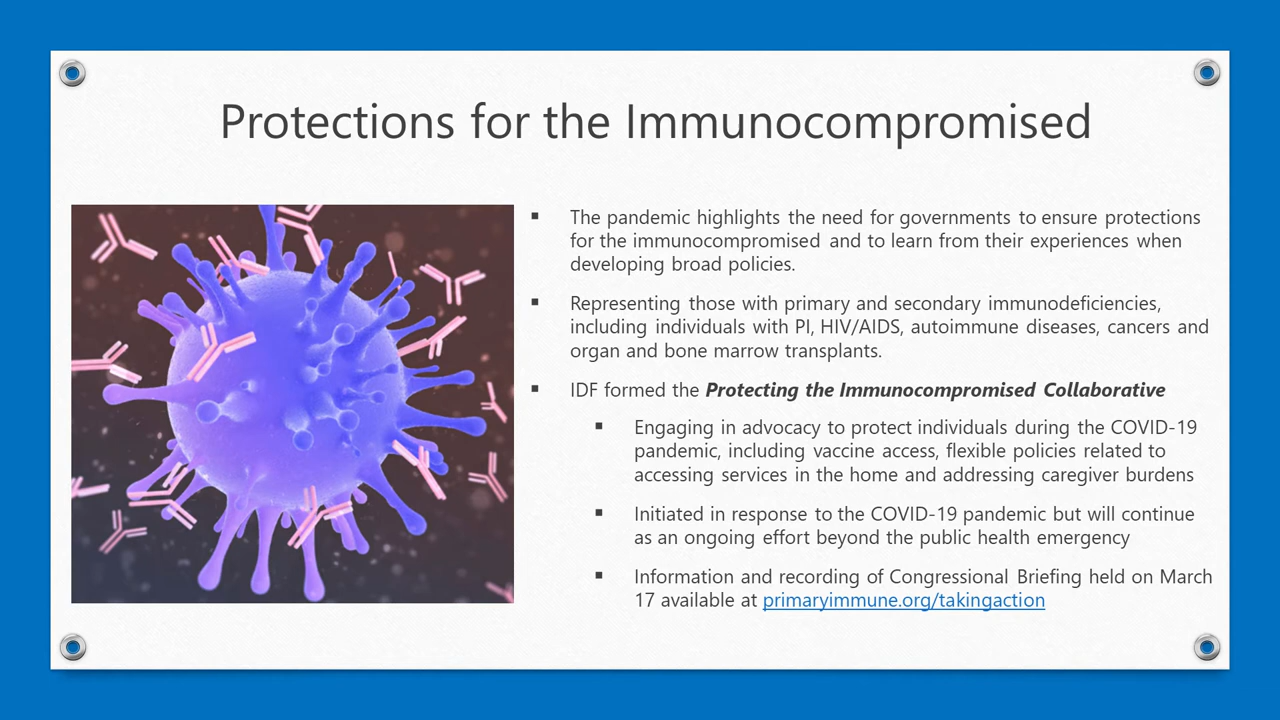 Protections for the Immunocompromised
▪ The pandemic highlights the need for governments to ensure protections
for the immunocompromised and to learn from their experiences when
developing broad policies.
▪ Representing those with primary and secondary immunodeficiencies,
including individuals with PI, HIV/AIDS, autoimmune diseases, cancers and
organ and bone marrow transplants.
▪ IDF formed the Protecting the Immunocompromised Collaborative
▪ Engaging in advocacy to protect individuals during the COVID-19
pandemic, including vaccine access, flexible policies related to
accessing services in the home and addressing caregiver burdens
▪ Initiated in response to the COVID-19 pandemic but will continue
as an ongoing effort beyond the public health emergency
▪ Information and recording of Congressional Briefing held on March
17 available at primaryimmune.org/takingaction